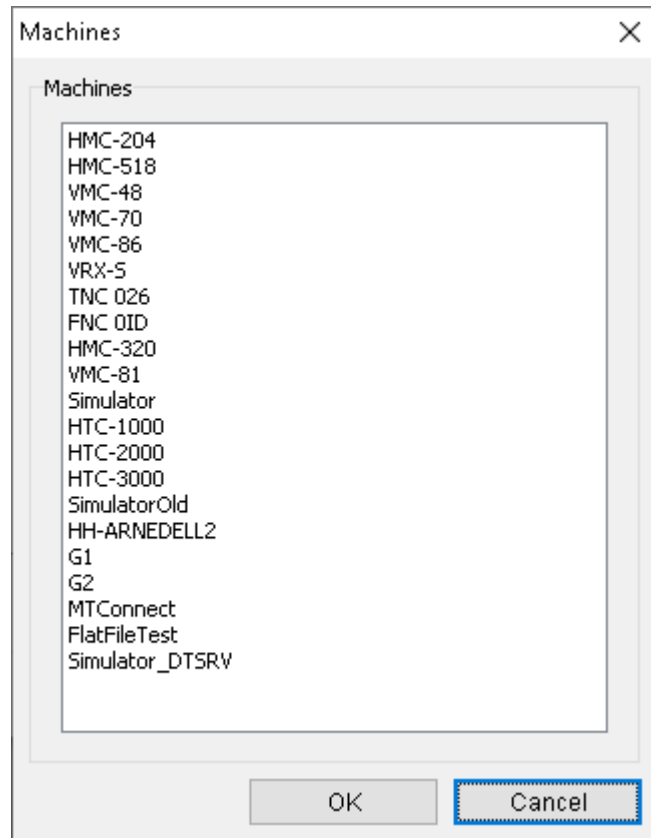 Machines
Machines
HMC-204
HMC-518
VMC-48
VMC-70
VMC-86
VRX-S
TNC 026
FNC 0ID
HMC-320
VMC-81
Simulator
HTC-1000
HTC-2000
HTC-3000
SimulatorOld
HH-ARNEDELL2
G1
G2
MTConnect
FlatFileTest
Simulator_DTSRV
OK
Cancel